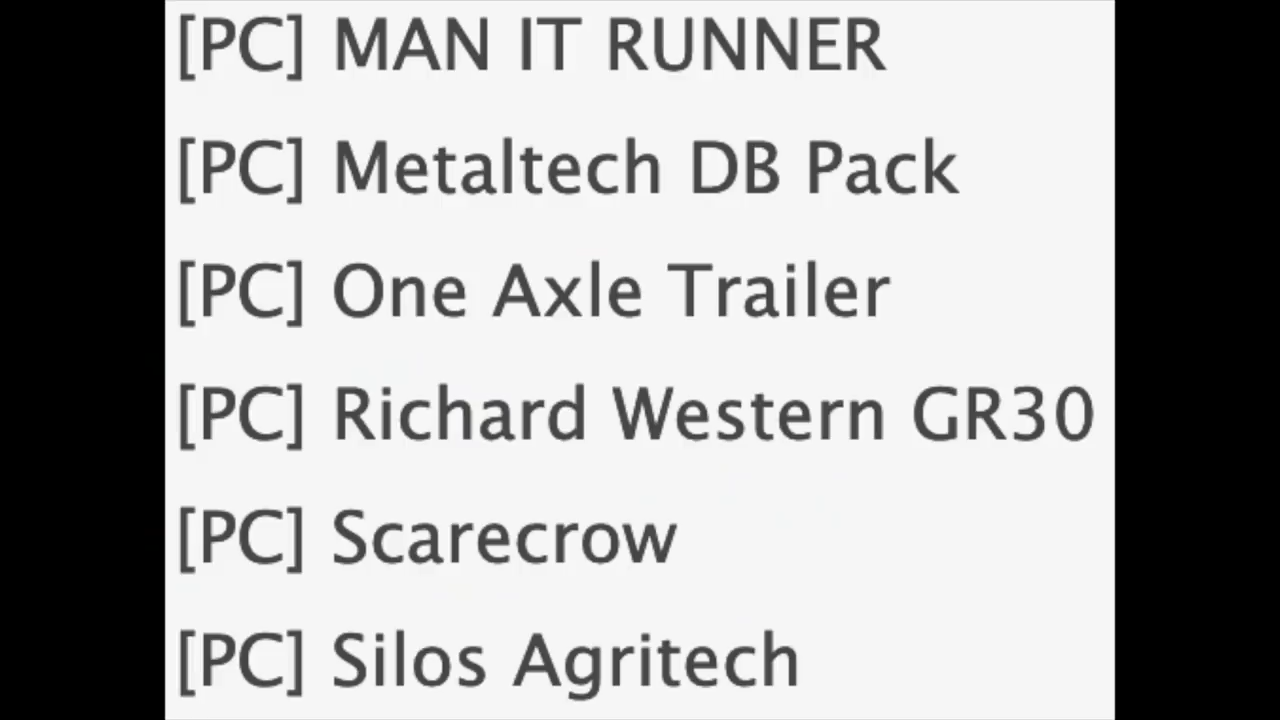 [PC] MAN IT RUNNER
[PC] Metaltech DB Pack
[PC] One Axle Trailer
[PC] Richard Western GR30
[PC] Scarecrow
[PC] Silos Agritech